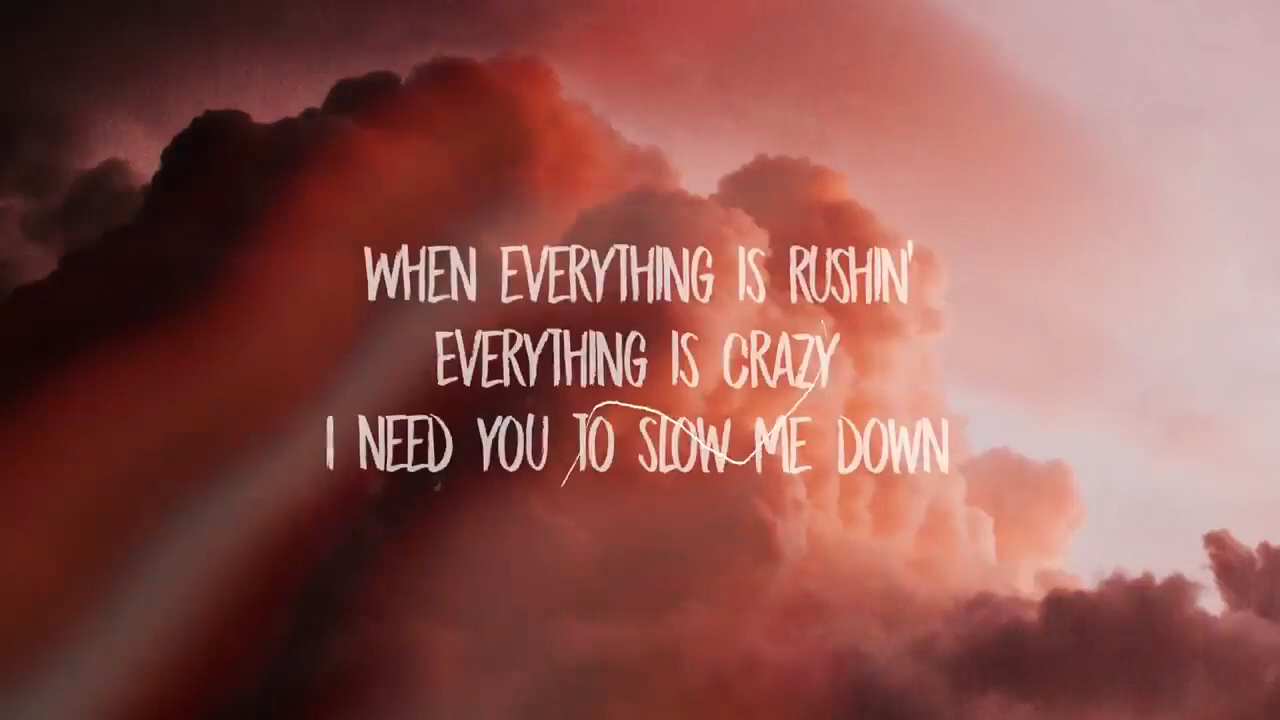 WHEN EVERYTHING IS RUSHIN'
EVERYTHING IS CRAZY
I NEED YOU TO SLOW ME DOWN